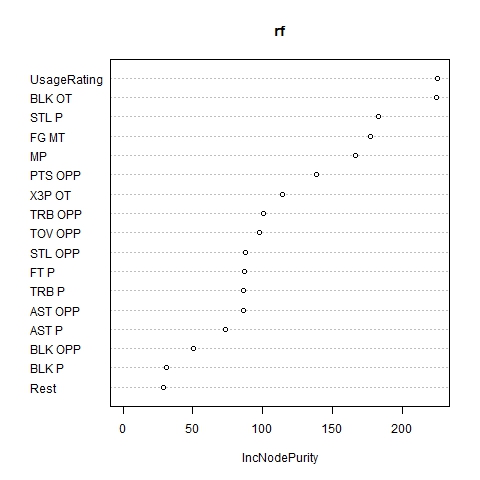 rf
UsageRating
BLK OT
STL P
FG MT
MP
PTS OPP
X3P OT
TRB OPP
TOV OPP
STL OPP
FT P
TRB P
AST OPP
AST P
BLK OPP
BLK P
Rest
0 50 100 150 200
IncNodePurity